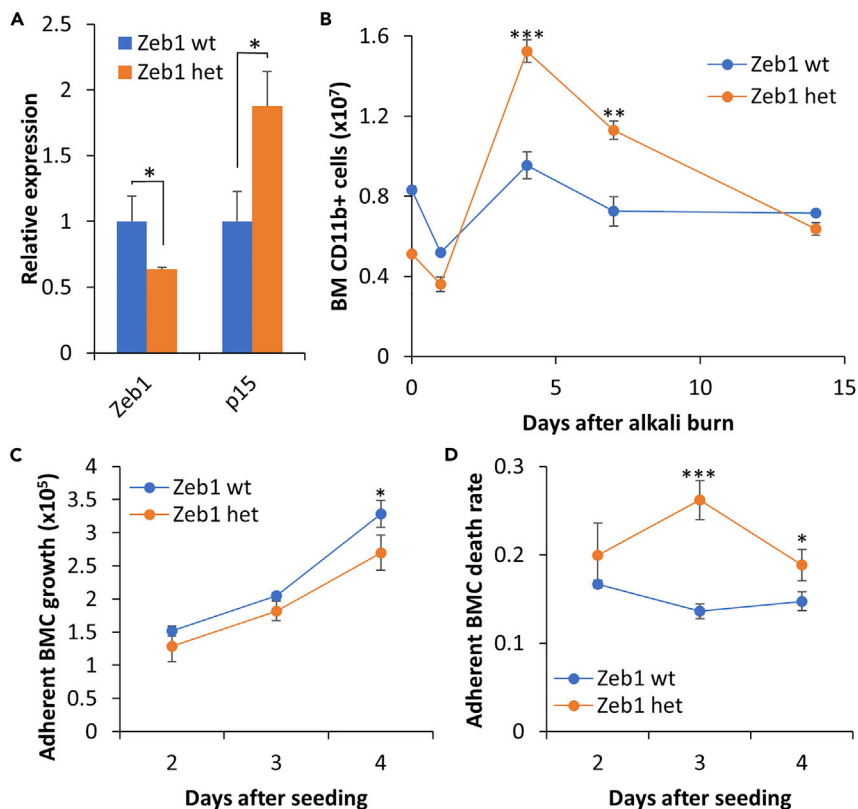 A
Relative expression
2.5
2
1.5
1
0.5
0
Zeb1 wt
Zeb1 het
*
*
Zeb1
p15
B
BM CD11b+ cells (x10⁷)
1.6
1.2
0.8
0.4
0
***
**
Zeb1 wt
Zeb1 het
0
5
10
15
Days after alkali burn
C
Adherent BMC growth (x10⁵)
4
3.5
3
2.5
2
1.5
1
0.5
0
Zeb1 wt
Zeb1 het
*
2
3
4
Days after seeding
D
Adherent BMC death rate
0.3
0.2
0.1
0
***
*
Zeb1 wt
Zeb1 het
2
3
4
Days after seeding